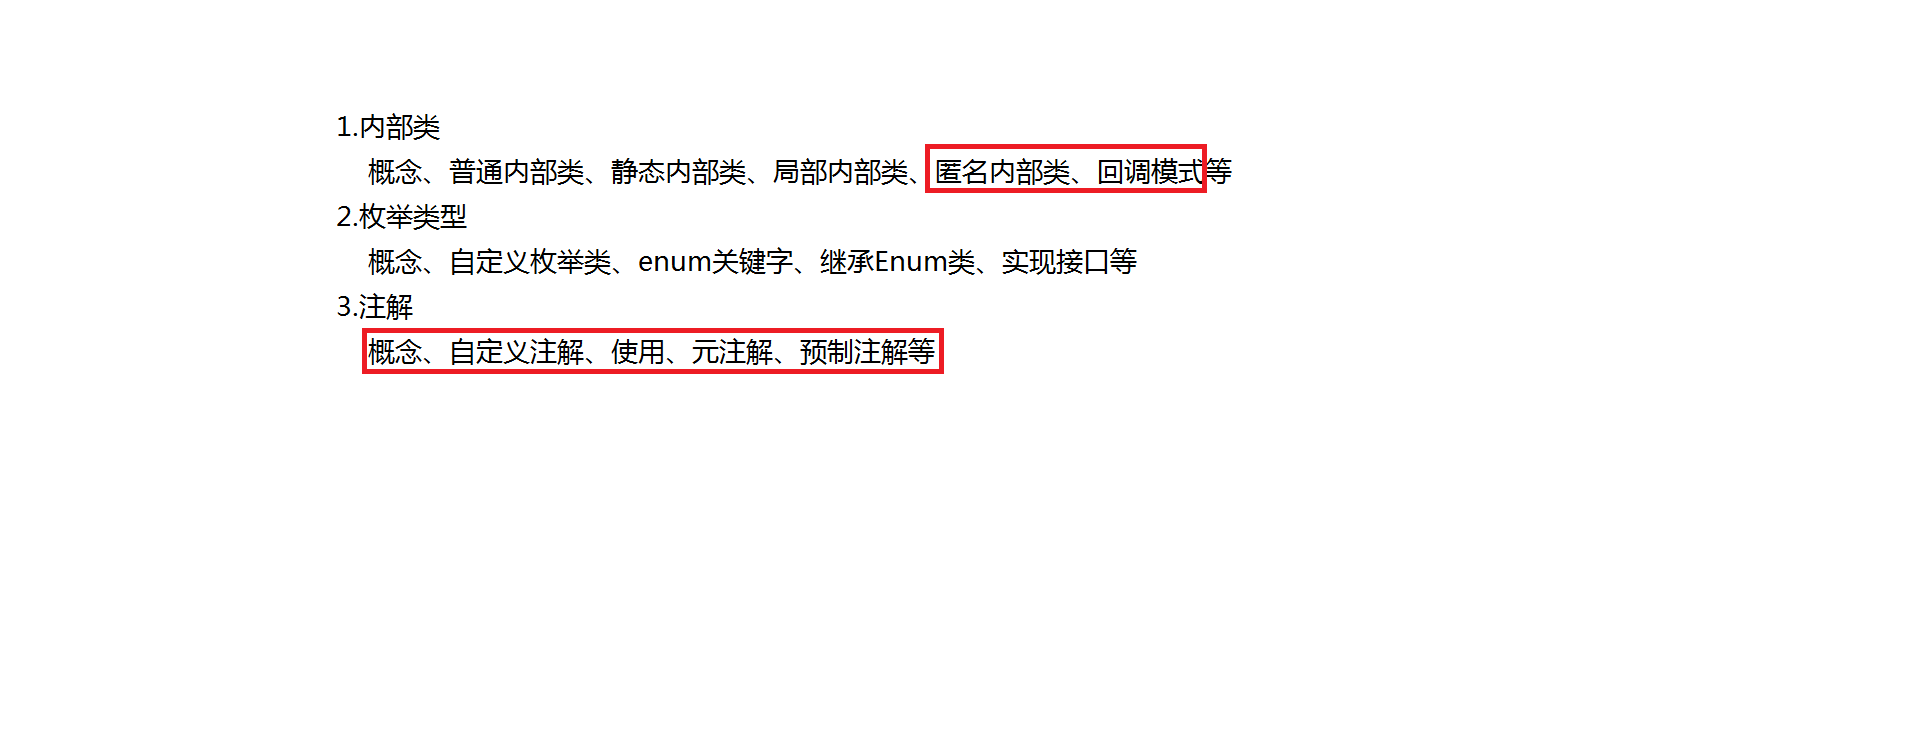 1.内部类
概念、普通内部类、静态内部类、局部内部类、匿名内部类、回调模式等
2.枚举类型
概念、自定义枚举类、enum关键字、继承Enum类、实现接口等
3.注解
概念、自定义注解、使用、元注解、预制注解等